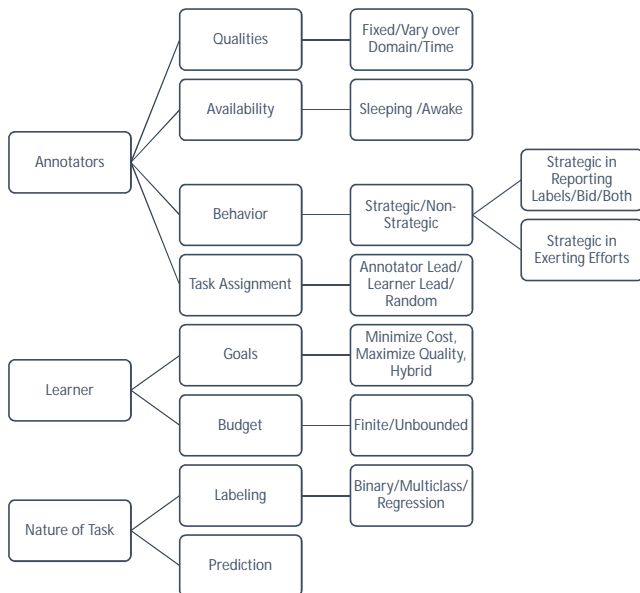 Annotators
Qualities
Fixed/Vary over
Domain/Time
Availability
Sleeping /Awake
Behavior
Strategic/Non-
Strategic
Strategic in
Reporting
Labels/Bid/Both
Strategic in
Exerting Efforts
Task Assignment
Annotator Lead/
Learner Lead/
Random
Learner
Goals
Minimize Cost,
Maximize Quality,
Hybrid
Budget
Finite/Unbounded
Nature of Task
Labeling
Binary/Multiclass/
Regression
Prediction